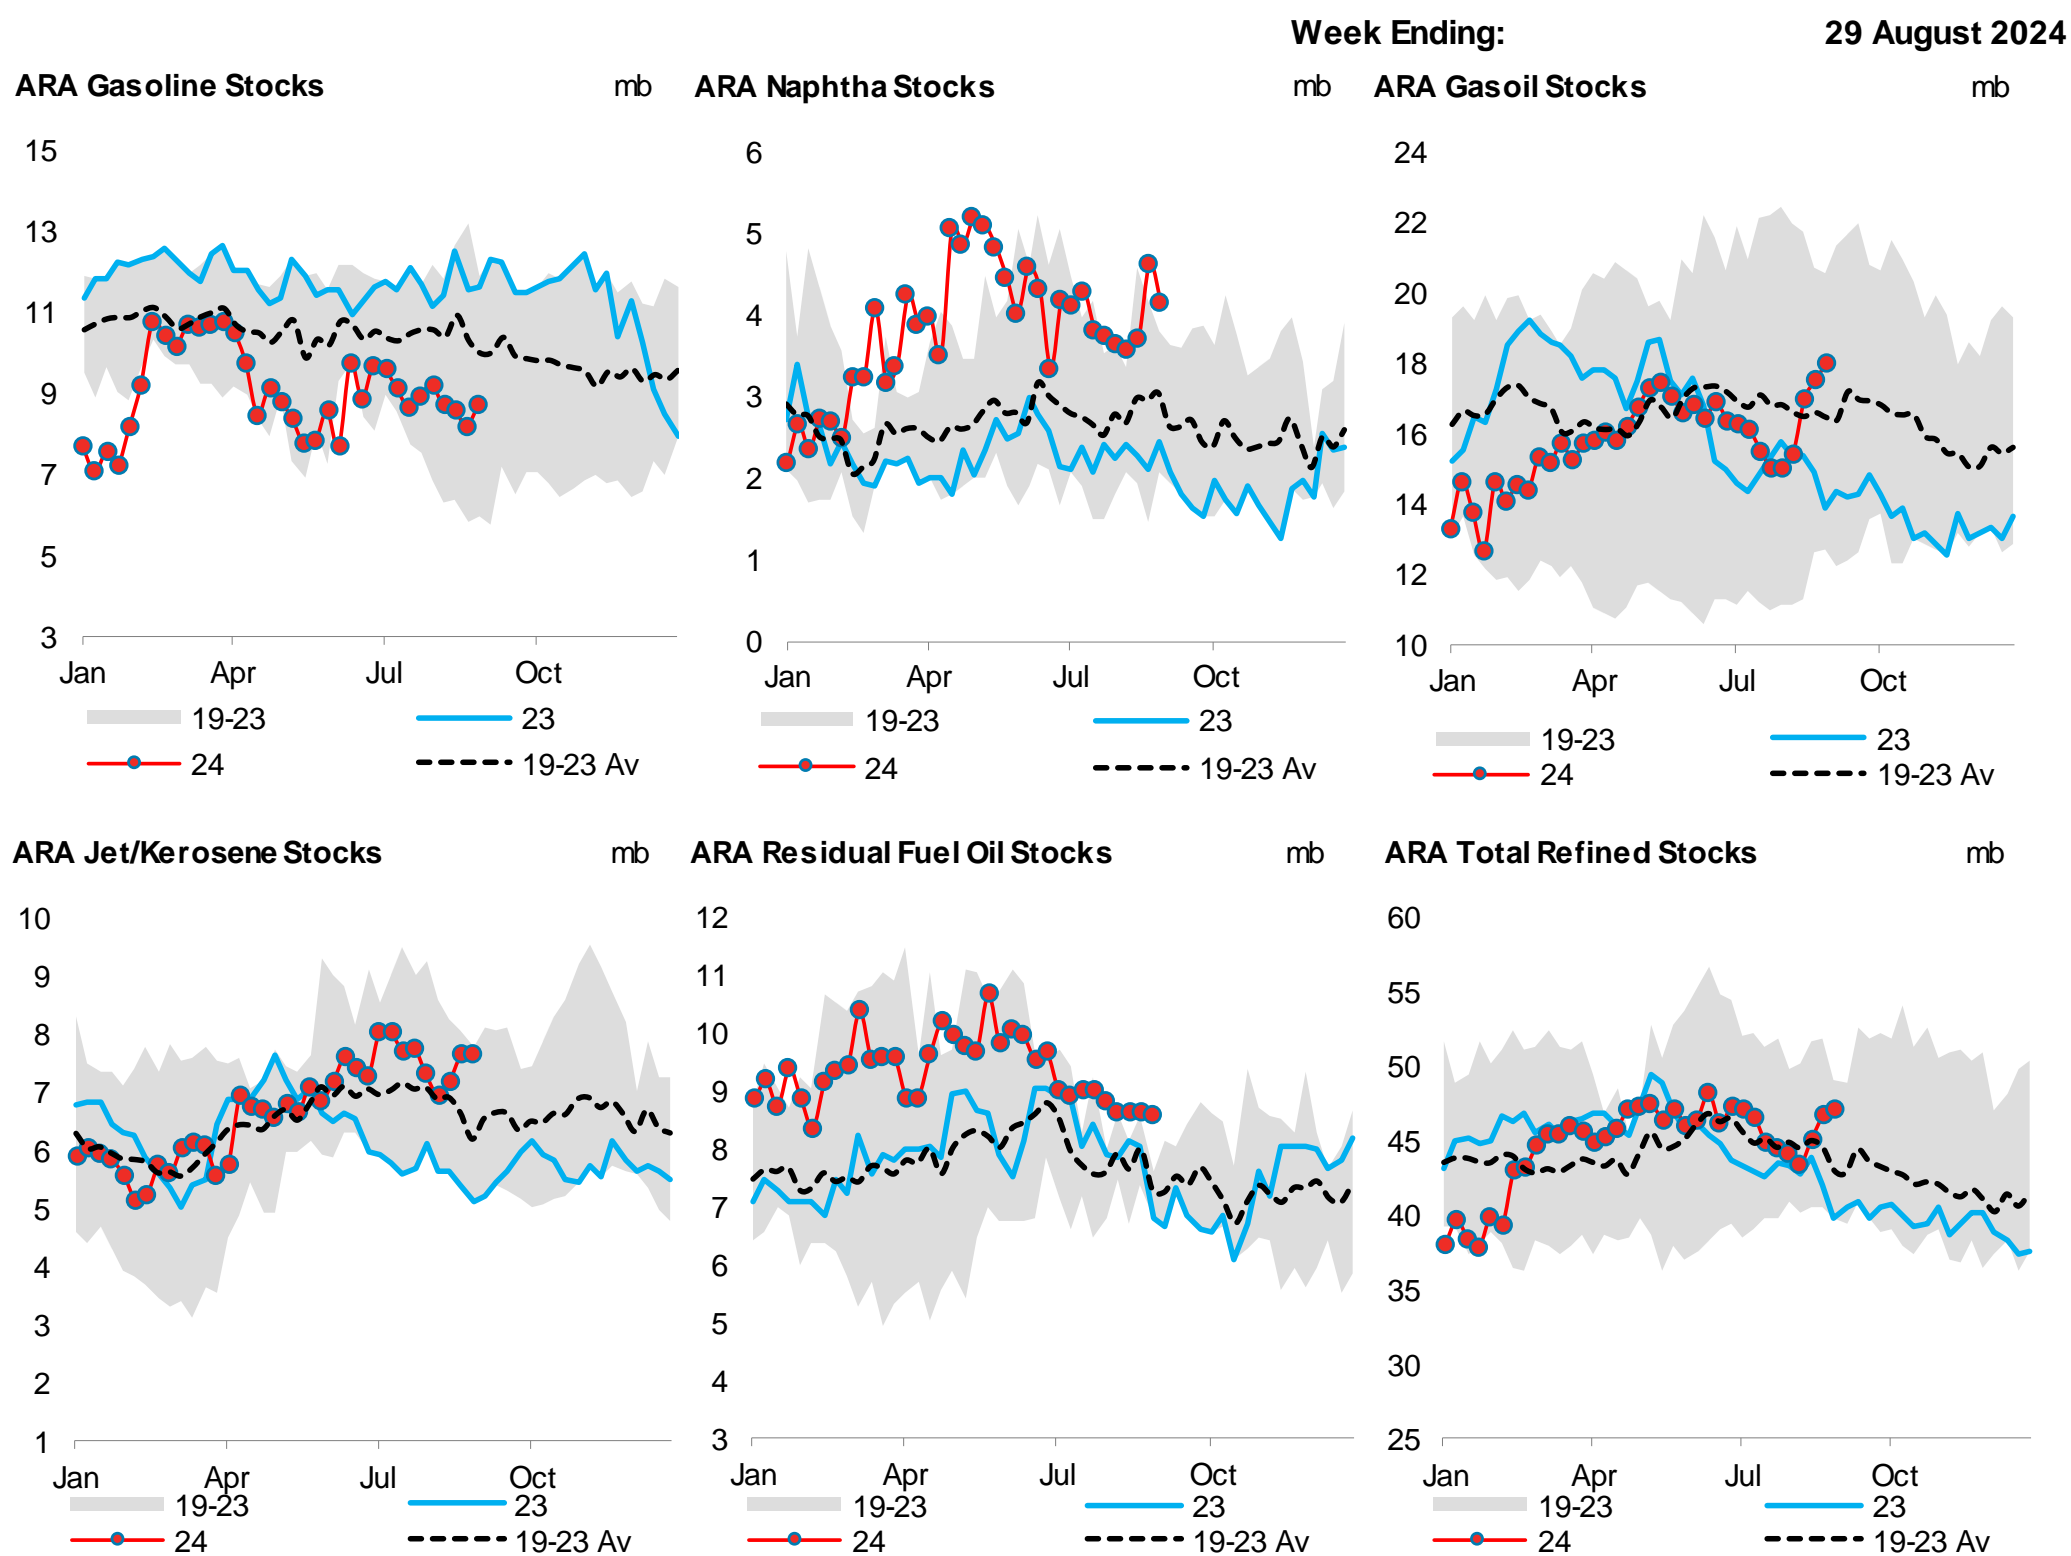 Week Ending: 29 August 2024
ARA Gasoline Stocks mb
15
13
11
9
7
5
3
Jan Apr Jul Oct
19-23 23
24 19-23 Av
ARA Naphtha Stocks mb
6
5
4
3
2
1
0
Jan Apr Jul Oct
19-23 23
24 19-23 Av
ARA Gasoil Stocks mb
24
22
20
18
16
14
12
10
Jan Apr Jul Oct
19-23 23
24 19-23 Av
ARA Jet/Kerosene Stocks mb
10
9
8
7
6
5
4
3
2
1
Jan Apr Jul Oct
19-23 23
24 19-23 Av
ARA Residual Fuel Oil Stocks mb
12
11
10
9
8
7
6
5
4
3
Jan Apr Jul Oct
19-23 23
24 19-23 Av
ARA Total Refined Stocks mb
60
55
50
45
40
35
30
25
Jan Apr Jul Oct
19-23 23
24 19-23 Av